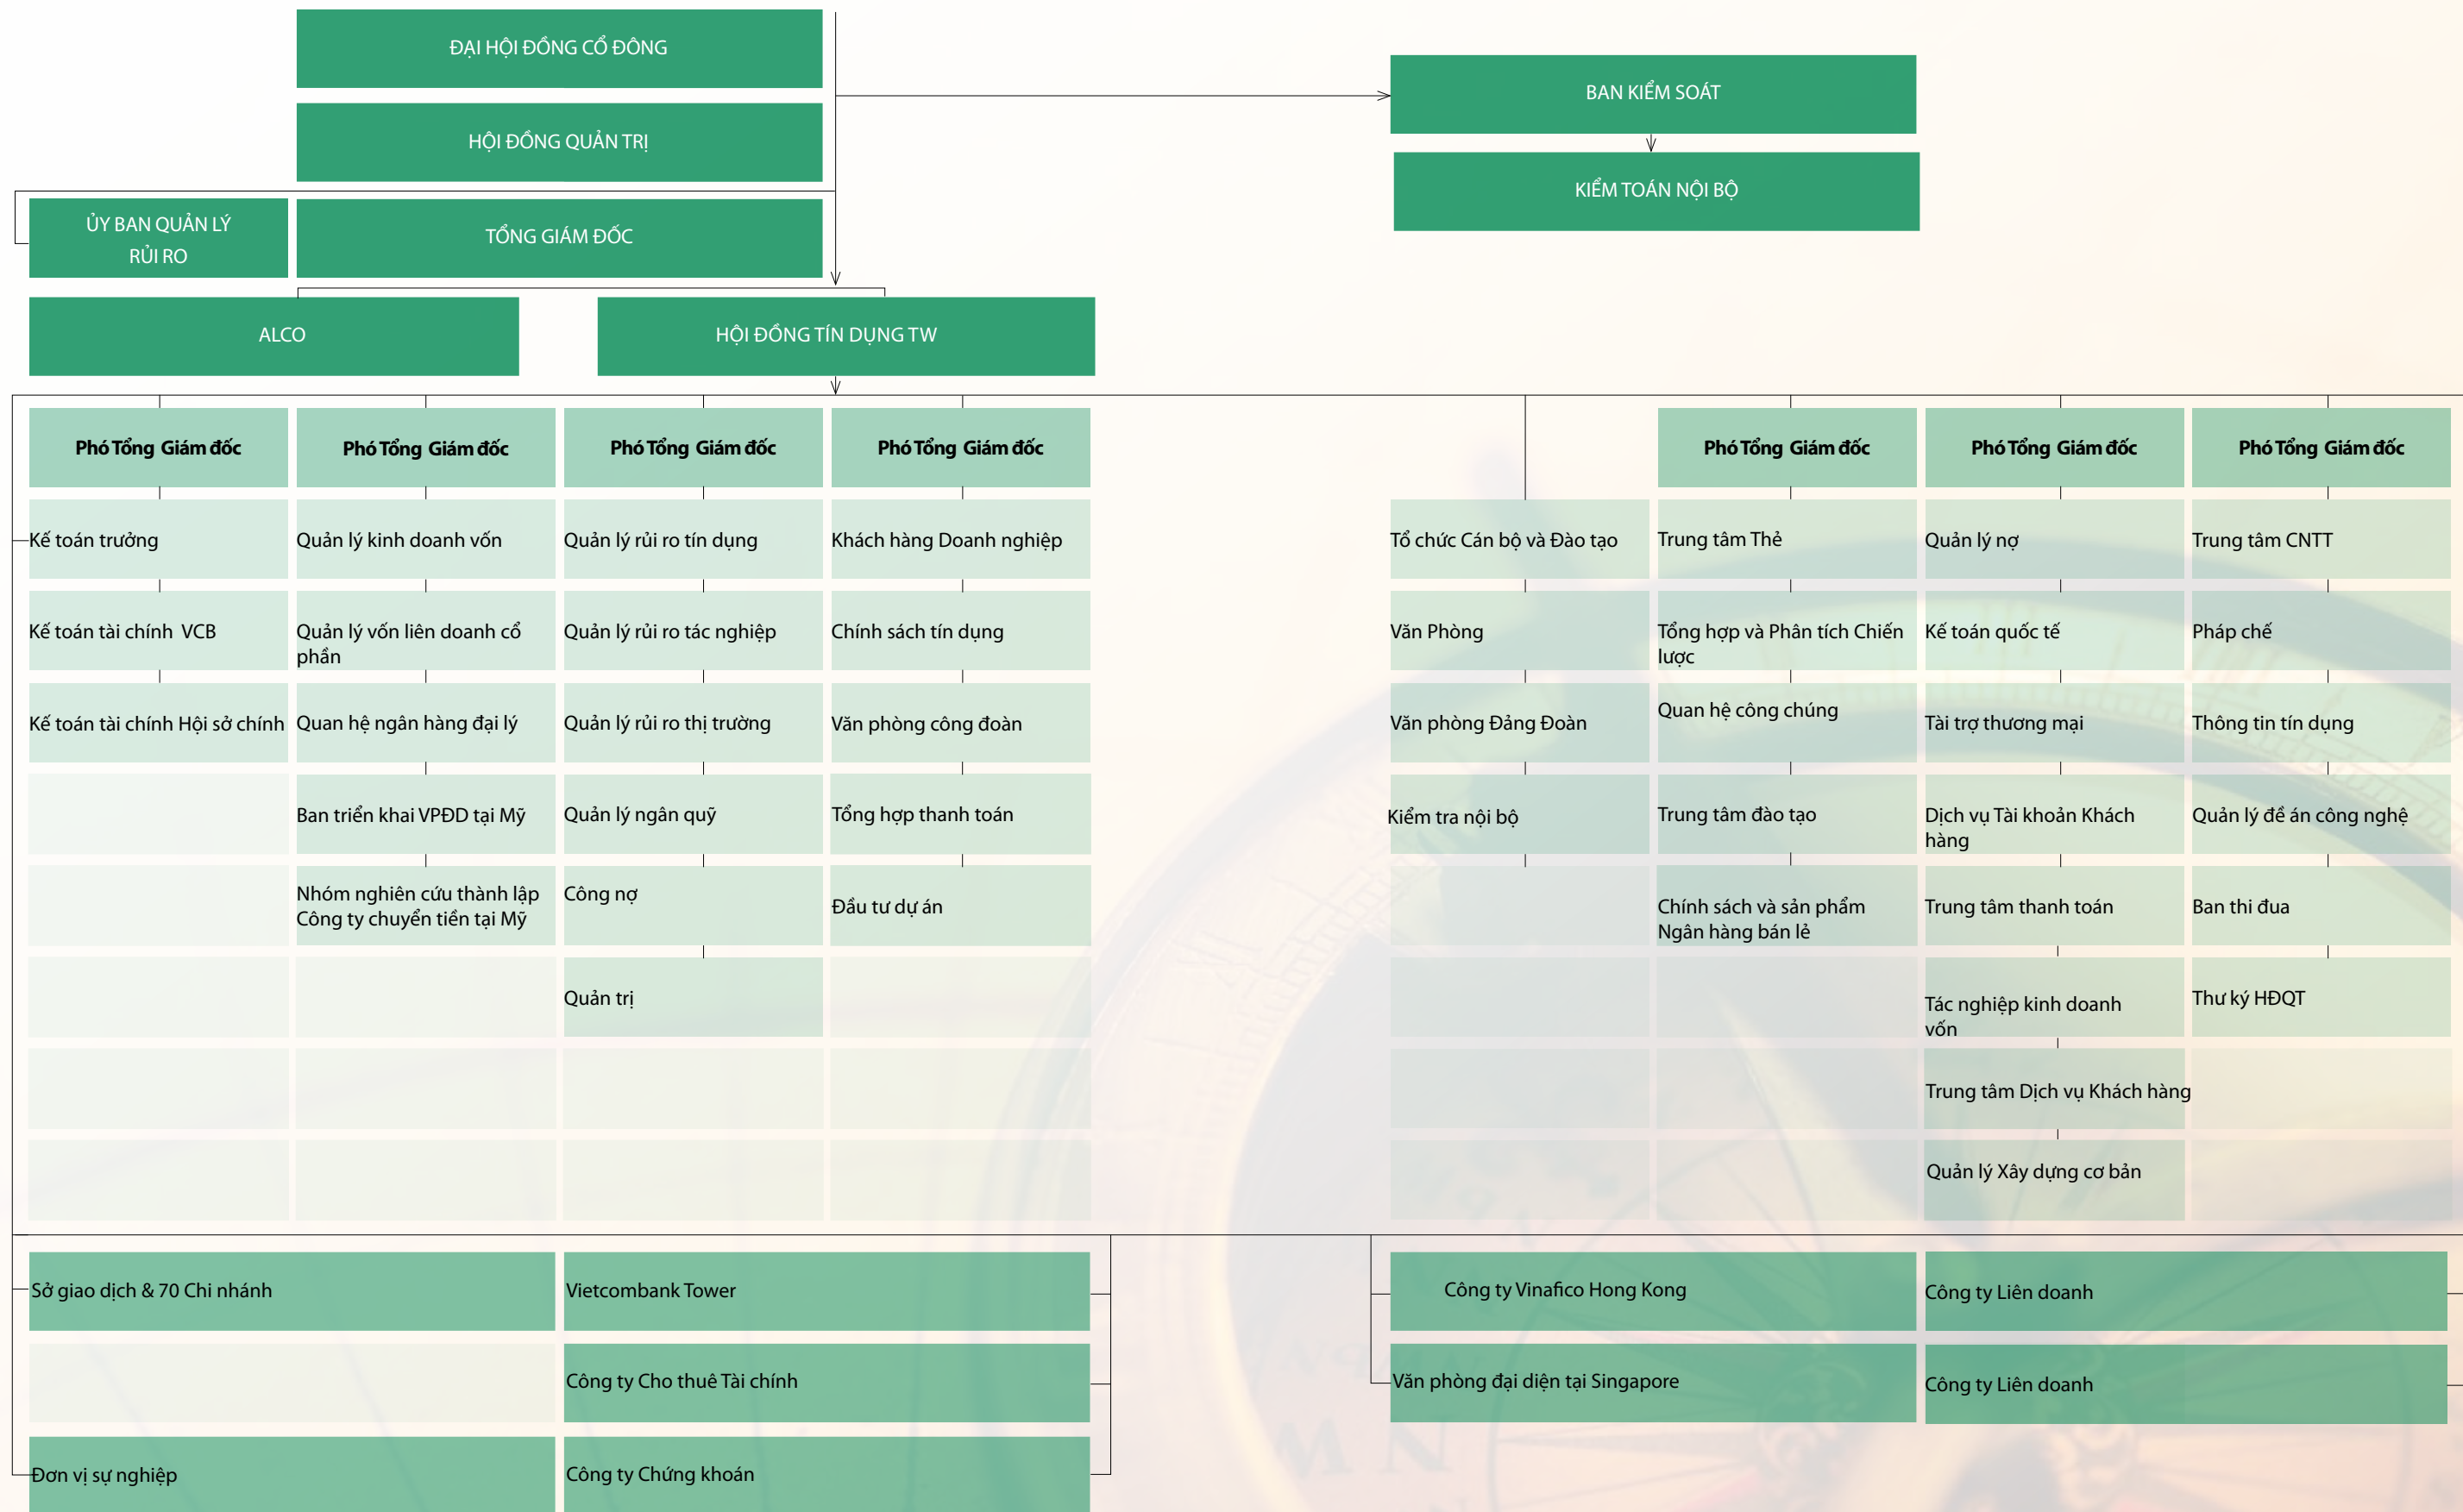 ĐẠI HỘI ĐỒNG CỔ ĐÔNG
BAN KIỂM SOÁT
HỘI ĐỒNG QUẢN TRỊ
KIỂM TOÁN NỘI BỘ
ỦY BAN QUẢN LÝ
RỦI RO
TỔNG GIÁM ĐỐC
ALCO
HỘI ĐỒNG TÍN DỤNG TW
Phó Tổng Giám đốc
Phó Tổng Giám đốc
Phó Tổng Giám đốc
Phó Tổng Giám đốc
Phó Tổng Giám đốc
Phó Tổng Giám đốc
Phó Tổng Giám đốc
Kế toán trưởng
Quản lý kinh doanh vốn
Quản lý rủi ro tín dụng
Khách hàng Doanh nghiệp
Tổ chức Cán bộ và Đào tạo
Trung tâm Thẻ
Quản lý nợ
Trung tâm CNTT
Kế toán tài chính VCB
Quản lý vốn liên doanh cổ
phần
Quản lý rủi ro tác nghiệp
Chính sách tín dụng
Văn Phòng
Tổng hợp và Phân tích Chiến
lược
Kế toán quốc tế
Pháp chế
Kế toán tài chính Hội sở chính
Quan hệ ngân hàng đại lý
Quản lý rủi ro thị trường
Văn phòng công đoàn
Văn phòng Đảng Đoàn
Quan hệ công chúng
Tài trợ thương mại
Thông tin tín dụng
Ban triển khai VPĐD tại Mỹ
Quản lý ngân quỹ
Tổng hợp thanh toán
Kiểm tra nội bộ
Trung tâm đào tạo
Dịch vụ Tài khoản Khách
hàng
Quản lý đề án công nghệ
Nhóm nghiên cứu thành lập
Công ty chuyển tiền tại Mỹ
Công nợ
Đầu tư dự án
Chính sách và sản phẩm
Ngân hàng bán lẻ
Trung tâm thanh toán
Ban thi đua
Quản trị
Tác nghiệp kinh doanh
vốn
Thư ký HĐQT
Trung tâm Dịch vụ Khách hàng
Quản lý Xây dựng cơ bản
Sở giao dịch & 70 Chi nhánh
Vietcombank Tower
Công ty Vinafico Hong Kong
Công ty Liên doanh
Công ty Cho thuê Tài chính
Văn phòng đại diện tại Singapore
Công ty Liên doanh
Đơn vị sự nghiệp
Công ty Chứng khoán